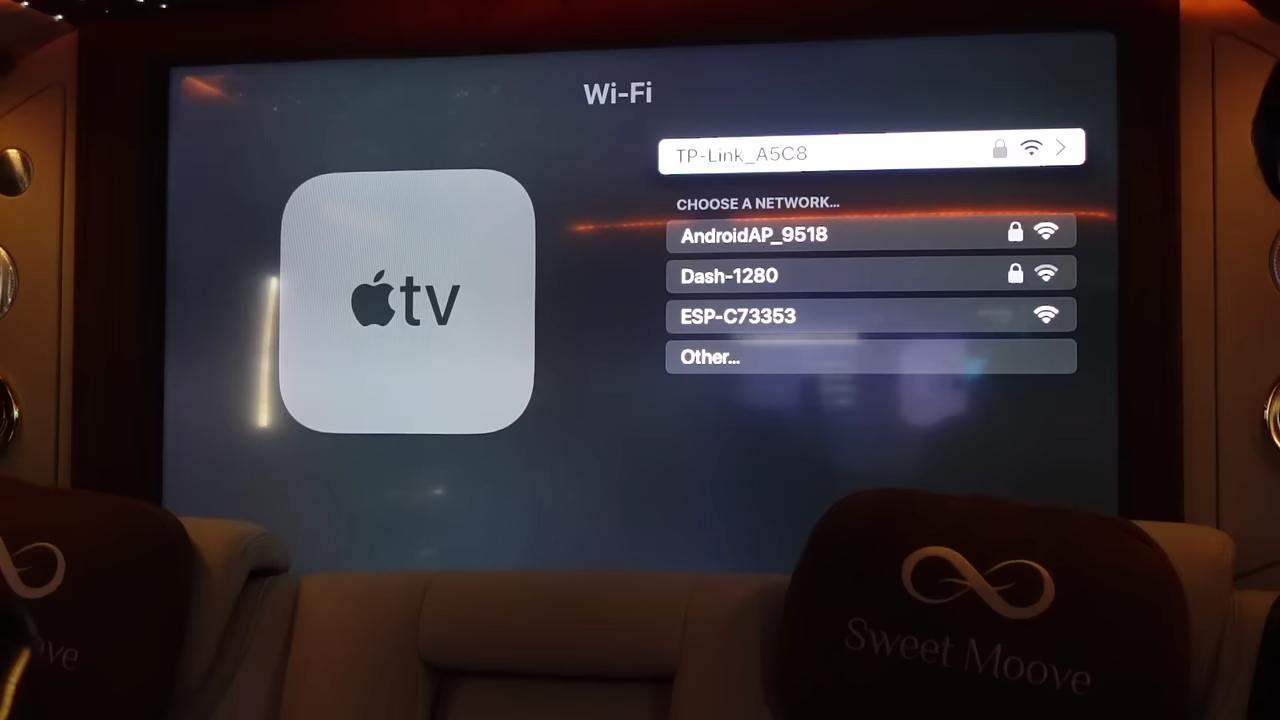 Wi-Fi
TP-Link_A5C8
CHOOSE A NETWORK...
AndroidAP_9518
Dash-1280
ESP-C73353
Other...
tv
Sweet Moove